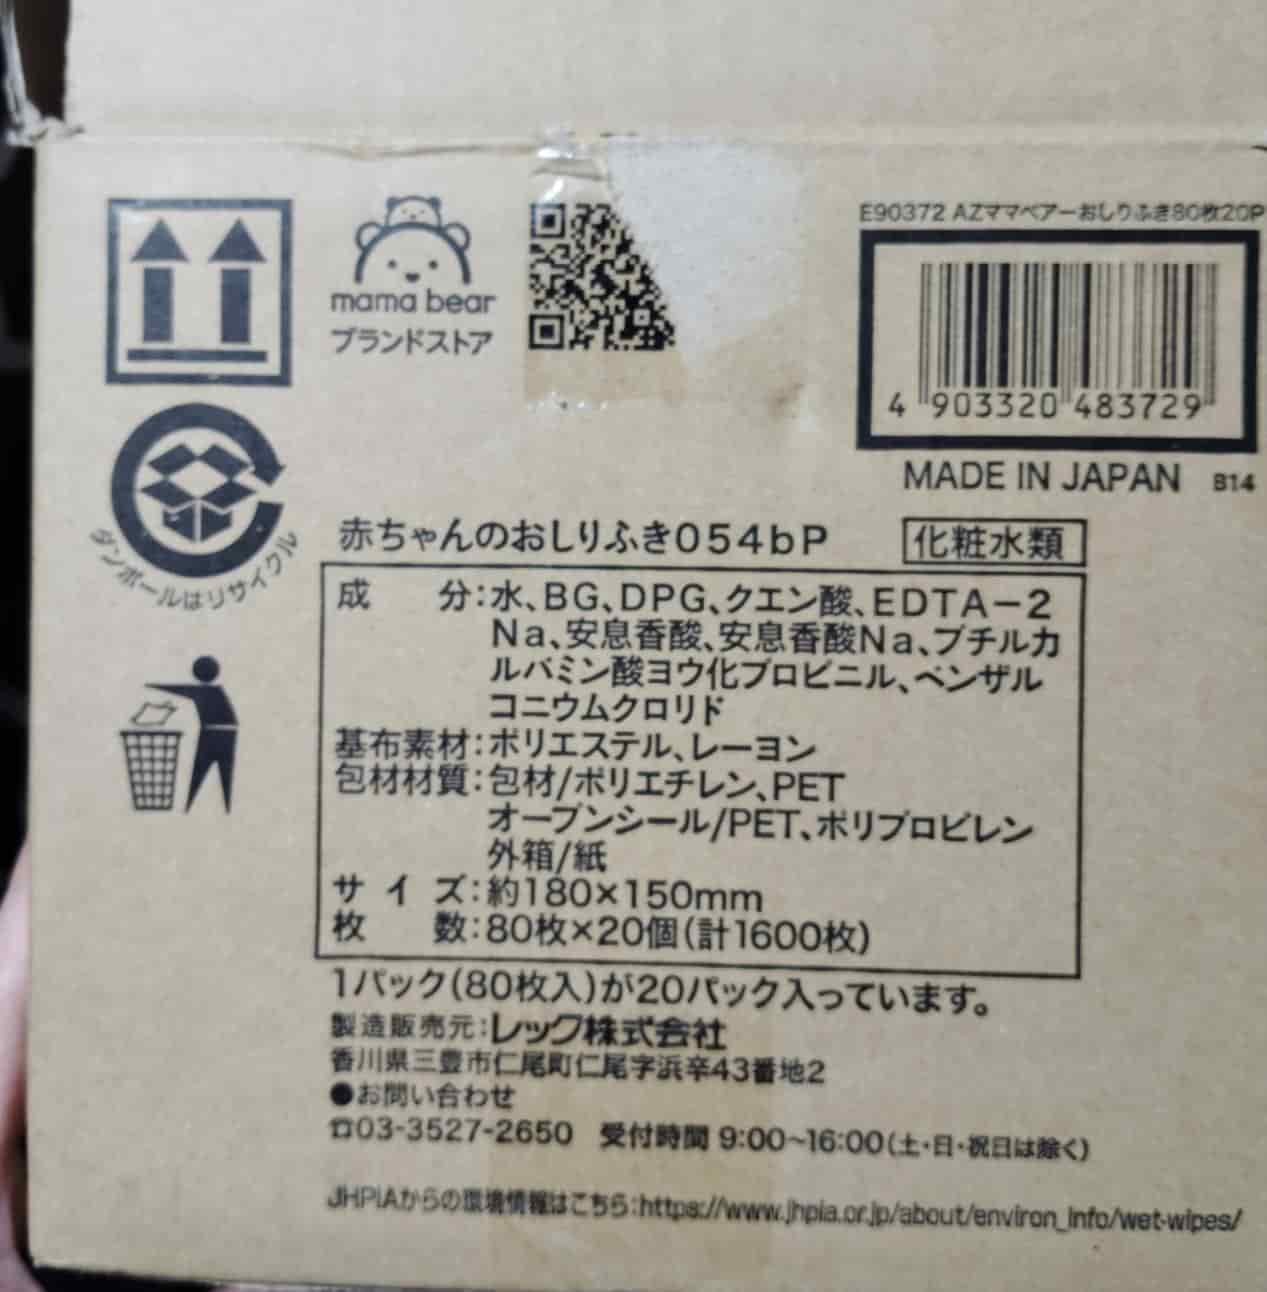 mama bear
ブランドストア
E90372 AZママベアーおしりふき80枚20P
4 903320 483729
MADE IN JAPAN B14
ダンボールはリサイクル
赤ちゃんのおしりふき054bP 化粧水類
成 分:水、BG、DPG、クエン酸、EDTA-2
Na、安息香酸、安息香酸Na、ブチルカ
ルバミン酸ヨウ化プロピニル、ベンザル
コニウムクロリド
基布素材:ポリエステル、レーヨン
包材材質:包材/ポリエチレン、PET
オープンシール/PET、ポリプロピレン
外箱/紙
サイズ:約180×150mm
枚 数:80枚×20個(計1600枚)
1パック(80枚入)が20パック入っています。
製造販売元:レック株式会社
香川県三豊市仁尾町仁尾字浜辛43番地2
●お問い合わせ
☎03-3527-2650 受付時間 9:00~16:00(土・日・祝日は除く)
JHPIAからの環境情報はこちら:https://www.jhpia.or.jp/about/environ_info/wet-wipes/